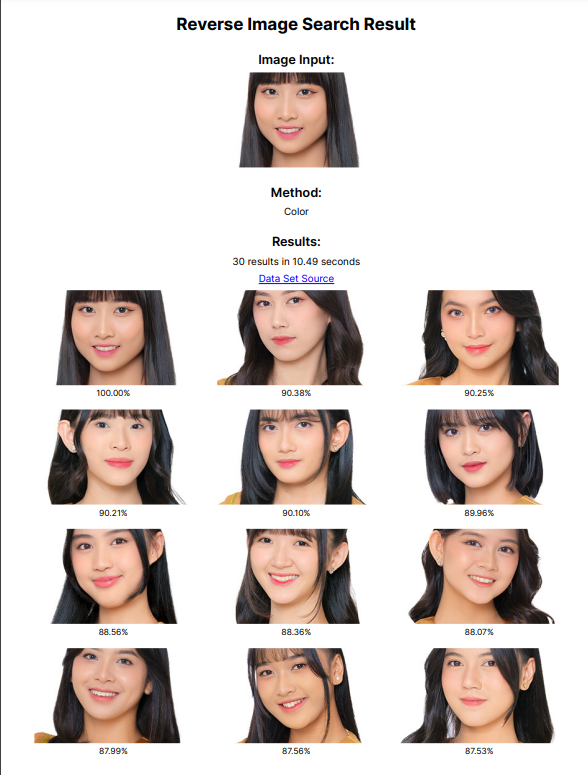 Reverse Image Search Result
Image Input:
Method:
Color
Results:
30 results in 10.49 seconds
Data Set Source
100.00%
90.38%
90.25%
90.21%
90.10%
89.96%
88.56%
88.36%
88.07%
87.99%
87.56%
87.53%